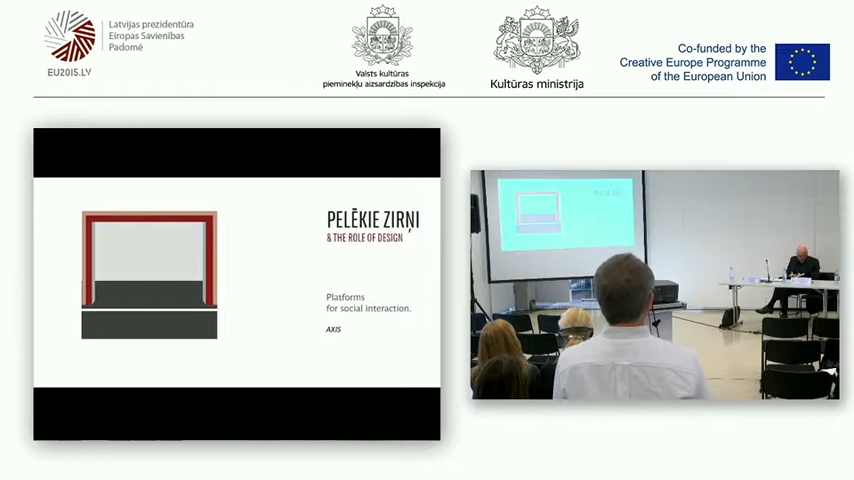 Latvijas prezidentūra
Eiropas Savienības
Padomē
EU2015.LV
Valsts kultūras
pieminekļu aizsardzības inspekcija
Kultūras ministrija
Co-funded by the
Creative Europe Programme
of the European Union
PELĒKIE ZIRŅI
& THE ROLE OF DESIGN
Platforms
for social interaction.
AXIS